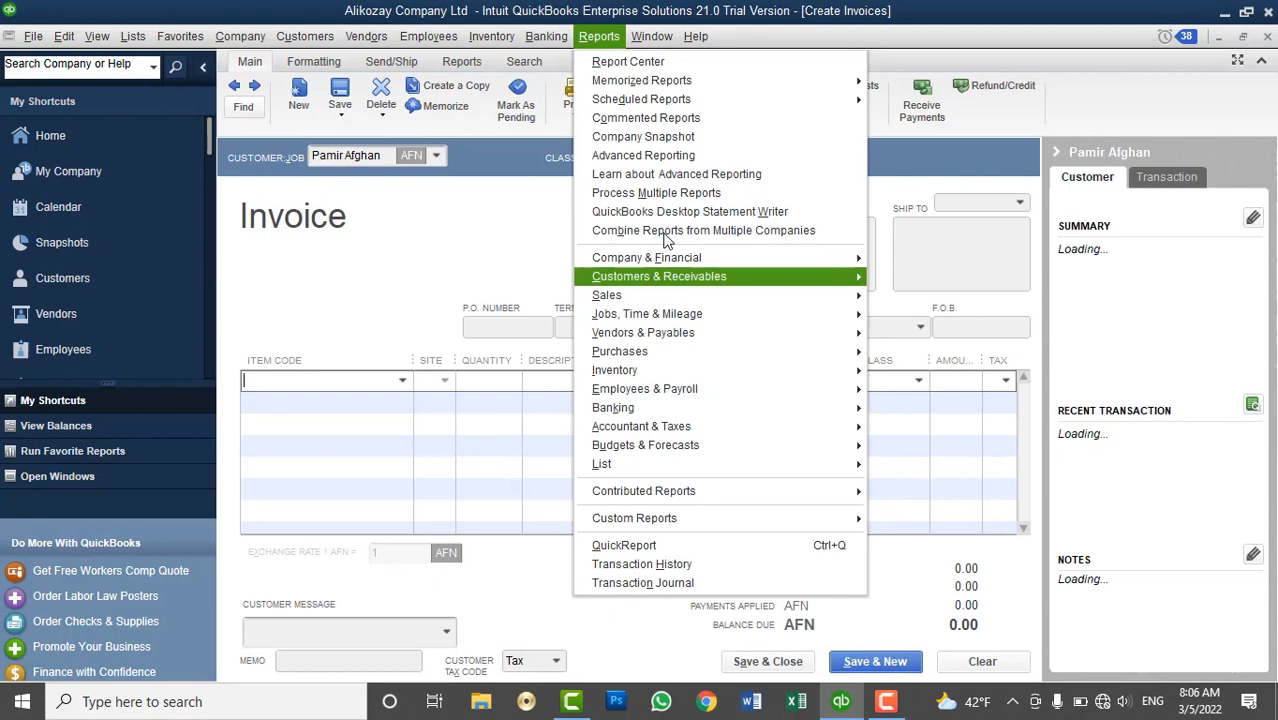 Alikozay Company Ltd - Intuit QuickBooks Enterprise Solutions 21.0 Trial Version - [Create Invoices]
File Edit View Lists Favorites Company Customers Vendors Employees Inventory Banking Reports Window Help 38
Search Company or Help
Main Formatting Send/Ship Reports Search
Find New Save Delete Create a Copy Memorize Mark As Pending
Receive Payments Refund/Credit
My Shortcuts
Home
My Company
Calendar
Snapshots
Customers
Vendors
Employees
My Shortcuts
View Balances
Run Favorite Reports
Open Windows
Do More With QuickBooks
Get Free Workers Comp Quote
Order Labor Law Posters
Order Checks & Supplies
Promote Your Business
Finance with Confidence
CUSTOMER:JOB Pamir Afghan AFN
Invoice
SHIP TO
P.O. NUMBER
F.O.B.
ITEM CODE SITE QUANTITY
AMOU... TAX
EXCHANGE RATE 1 AFN = 1 AFN
CUSTOMER MESSAGE
MEMO
CUSTOMER TAX CODE Tax
0.00
0.00
PAYMENTS APPLIED AFN 0.00
BALANCE DUE AFN 0.00
Save & Close Save & New Clear
Report Center
Memorized Reports
Scheduled Reports
Commented Reports
Company Snapshot
Advanced Reporting
Learn about Advanced Reporting
Process Multiple Reports
QuickBooks Desktop Statement Writer
Combine Reports from Multiple Companies
Company & Financial
Customers & Receivables
Sales
Jobs, Time & Mileage
Vendors & Payables
Purchases
Inventory
Employees & Payroll
Banking
Accountant & Taxes
Budgets & Forecasts
List
Contributed Reports
Custom Reports
QuickReport Ctrl+Q
Transaction History
Transaction Journal
Pamir Afghan
Customer Transaction
SUMMARY
Loading...
RECENT TRANSACTION
Loading...
NOTES
Loading...
Type here to search
42°F
ENG
8:06 AM
3/5/2022